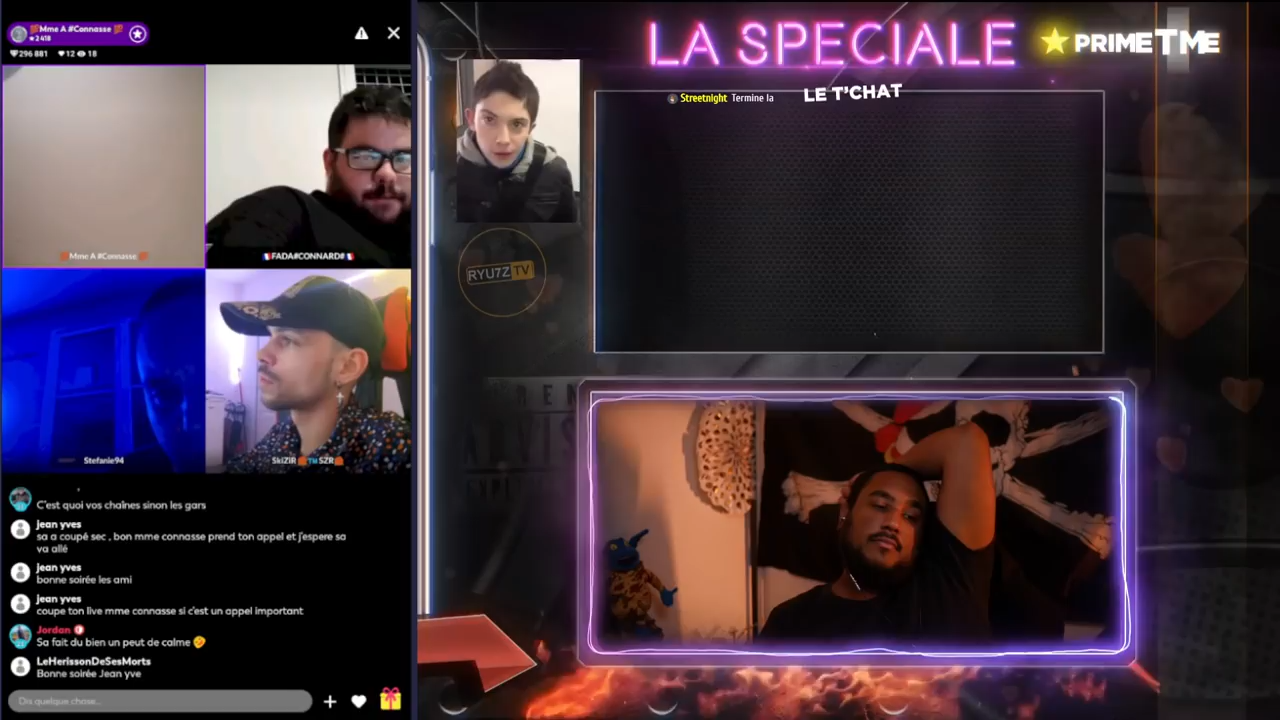 💯Mme A #Connasse 💯
★2 418
296 881 ♥12 18
💯Mme A #Connasse 💯
🇫🇷FADA#CONNARD#🇫🇷
Stefanie94
SkIZIR TM SZR
C'est quoi vos chaînes sinon les gars
jean yves
sa a coupé sec , bon mme connasse prend ton appel et j'espere sa
va allé
jean yves
bonne soirée les ami
jean yves
coupe ton live mme connasse si c'est un appel important
Jordan
Sa fait du bien un peut de calme 🤣
LeHerissonDeSesMorts
Bonne soirée Jean yve
Dis quelque chose...
LA SPECIALE
PRIMETME
LE T'CHAT
Streetnight Termine la
RYU7Z TV